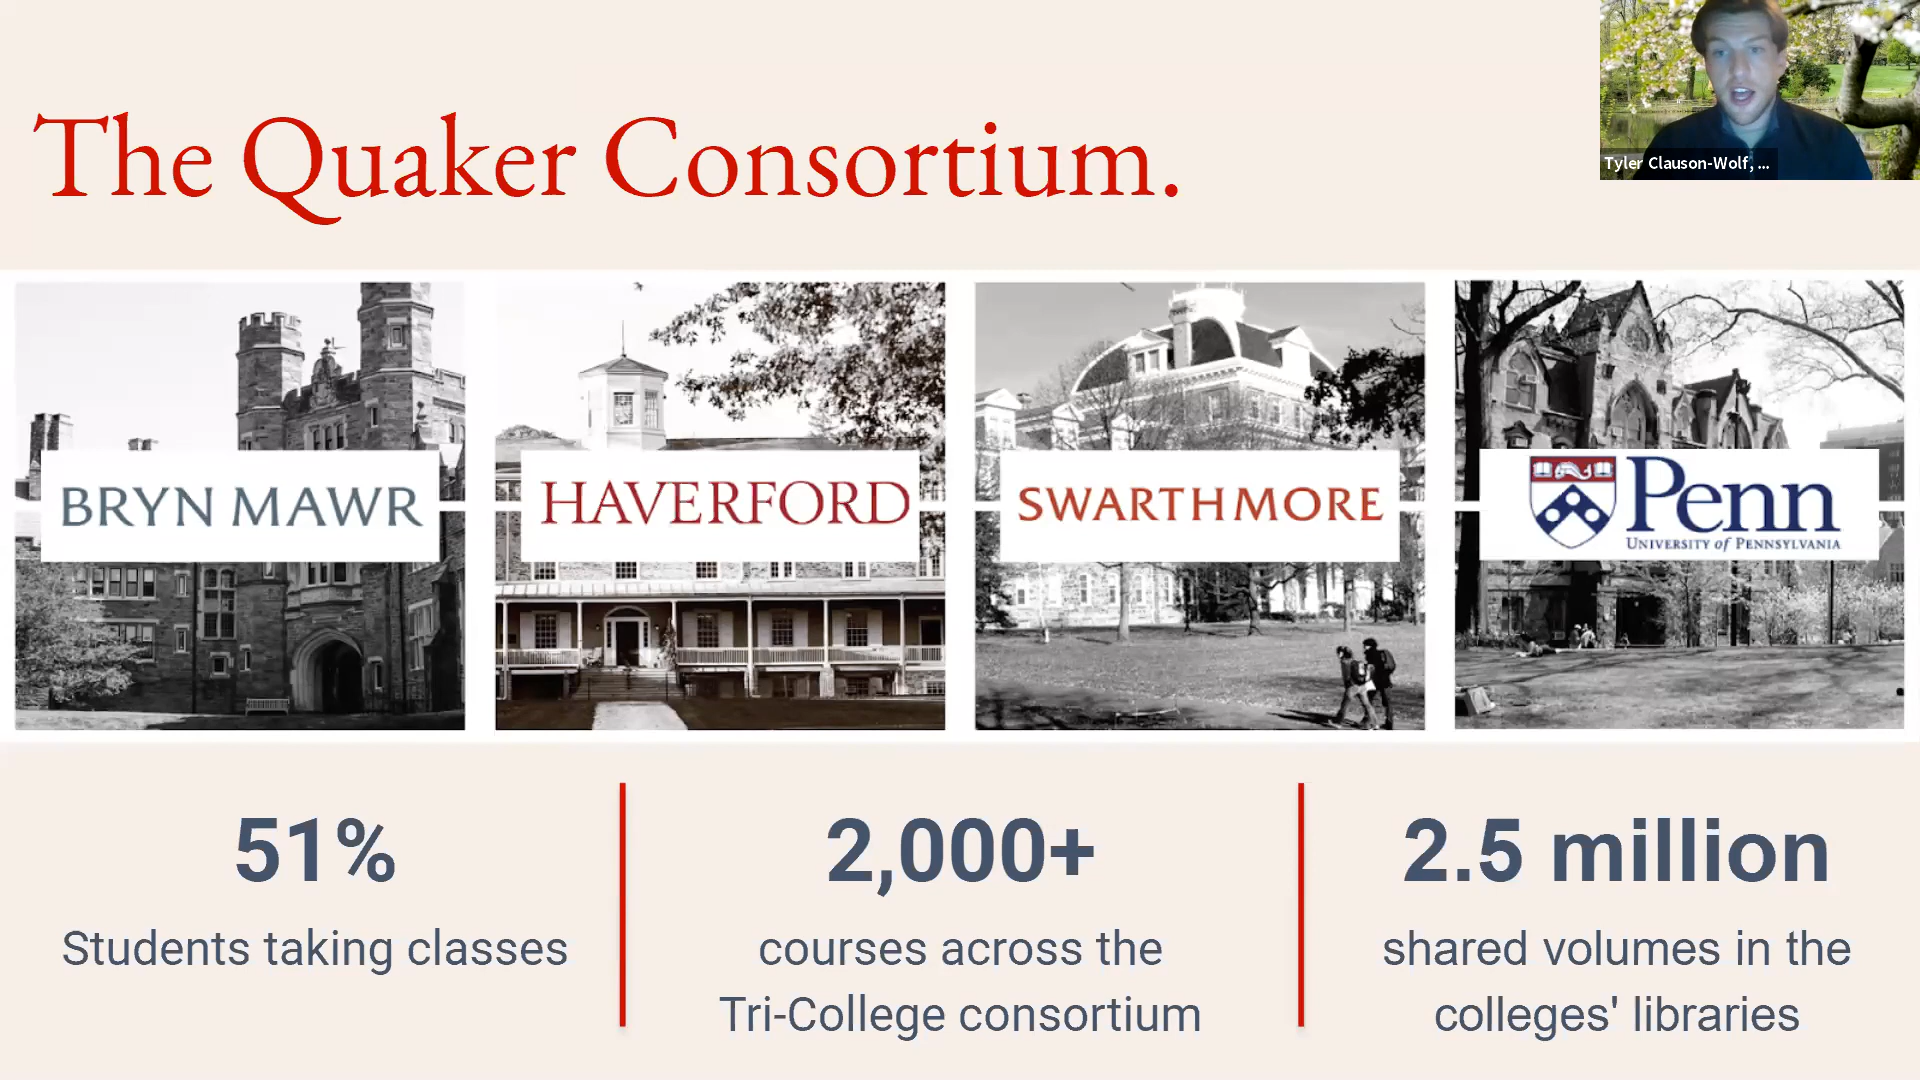 The Quaker Consortium.
Tyler Clauson-Wolf, ...
BRYN MAWR
HAVERFORD
SWARTHMORE
Penn
UNIVERSITY of PENNSYLVANIA
51%
Students taking classes
2,000+
courses across the
Tri-College consortium
2.5 million
shared volumes in the
colleges' libraries